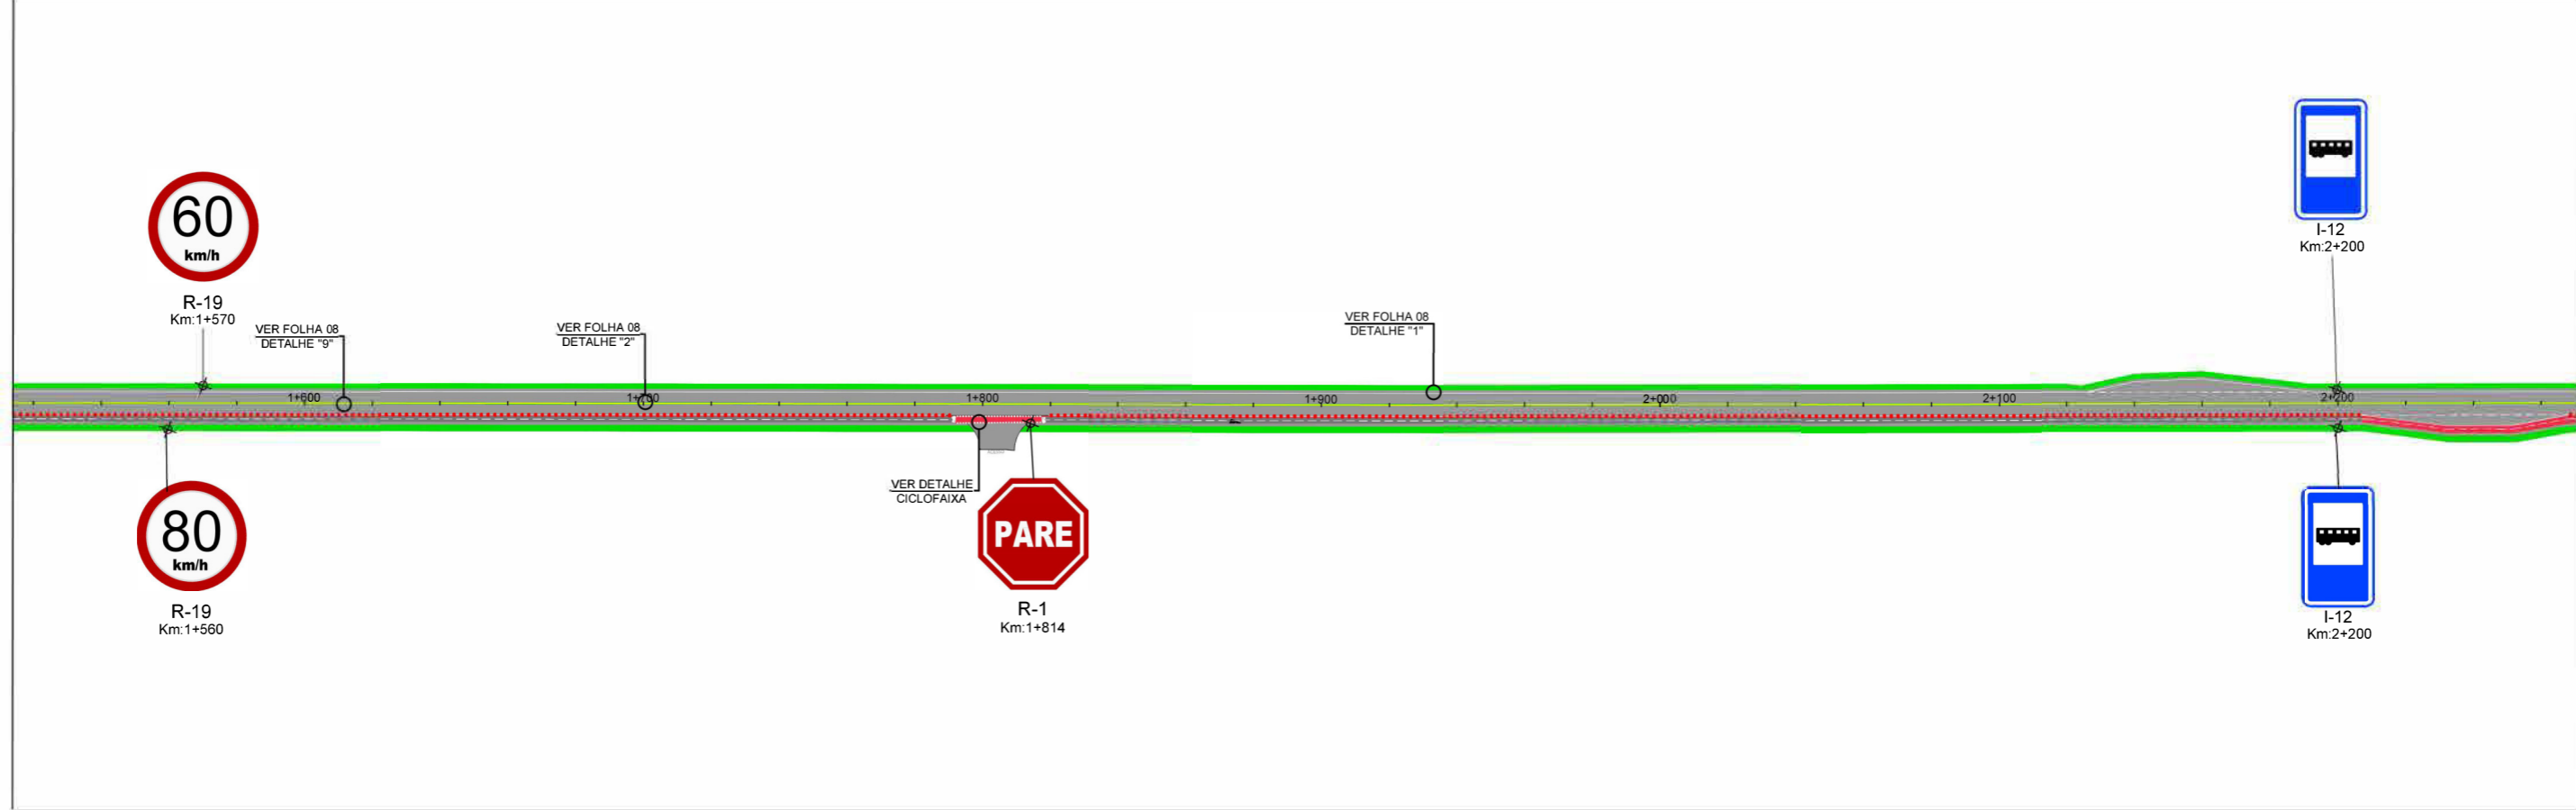 60
km/h
R-19
Km:1+570
VER FOLHA 08
DETALHE "9"
VER FOLHA 08
DETALHE "2"
VER FOLHA 08
DETALHE "1"
I-12
Km:2+200
1+600
1+700
1+800
1+900
2+000
2+100
2+200
80
km/h
R-19
Km:1+560
VER DETALHE
CICLOFAIXA
PARE
R-1
Km:1+814
I-12
Km:2+200